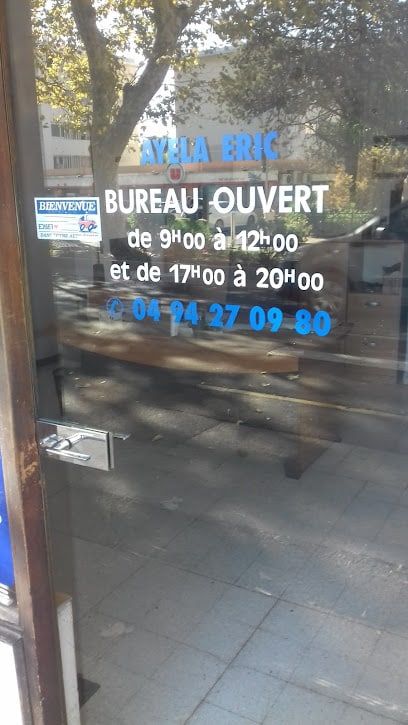 AYELA ERIC
BUREAU OUVERT
de 9H00 à 12H00
et de 17H00 à 20H00
04 94 27 09 80
BIENVENUE